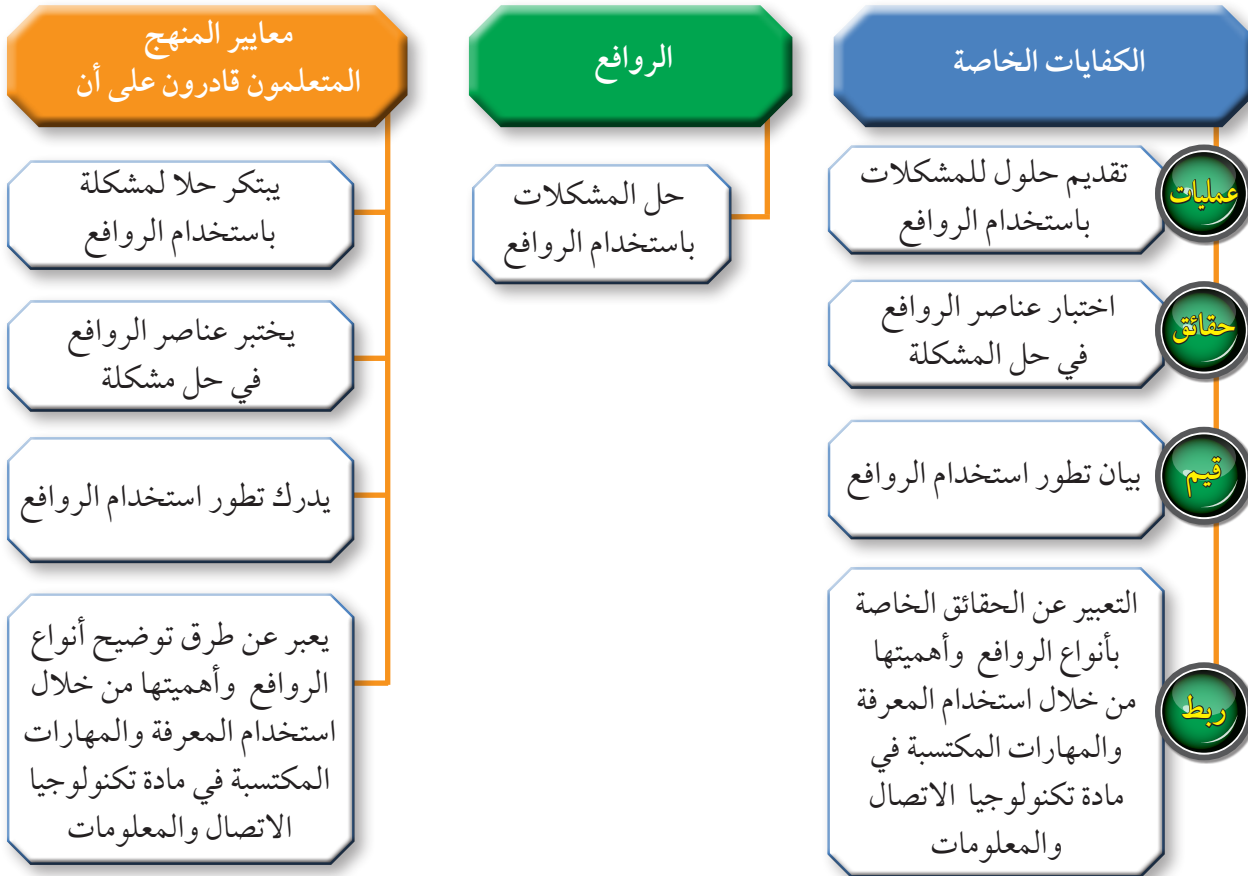 الكفايات الخاصة
عمليات
تقديم حلول للمشكلات
باستخدام الروافع
حقائق
اختبار عناصر الروافع
في حل المشكلة
قيم
بيان تطور استخدام الروافع
ربط
التعبير عن الحقائق الخاصة
بأنواع الروافع وأهميتها
من خلال استخدام المعرفة
والمهارات المكتسبة في
مادة تكنولوجيا الاتصال
والمعلومات
الروافع
حل المشكلات
باستخدام الروافع
معايير المنهج
المتعلمون قادرون على أن
يبتكر حلا لمشكلة
باستخدام الروافع
يختبر عناصر الروافع
في حل مشكلة
يدرك تطور استخدام الروافع
يعبر عن طرق توضيح أنواع
الروافع وأهميتها من خلال
استخدام المعرفة والمهارات
المكتسبة في مادة تكنولوجيا
الاتصال والمعلومات